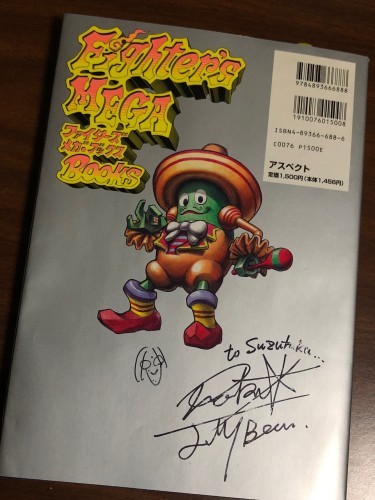 Fighter's
MEGA
ファイターズ
メガ・ブックス
BOOKS
9784893666888
1910076015008
ISBN4-89366-688-6
C0076 P1500E
アスペクト
定価1,500円(本体1,456円)
to Suzutaku...